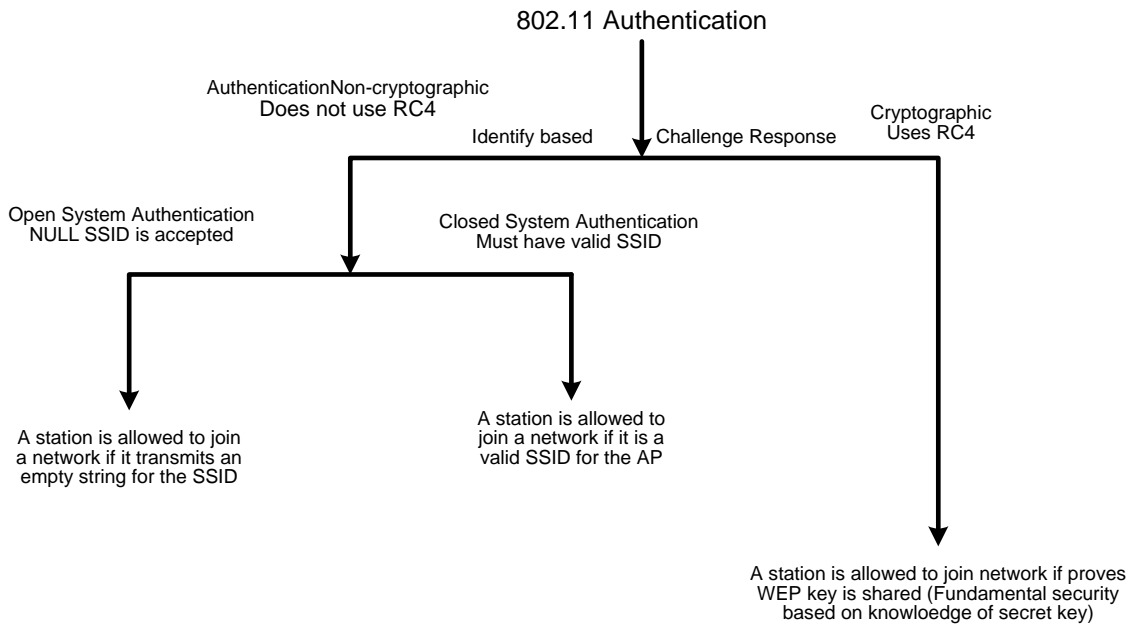 802.11 Authentication
AuthenticationNon-cryptographic
Does not use RC4
Cryptographic
Uses RC4
Identify based
Challenge Response
Open System Authentication
NULL SSID is accepted
Closed System Authentication
Must have valid SSID
A station is allowed to join
a network if it transmits an
empty string for the SSID
A station is allowed to
join a network if it is a
valid SSID for the AP
A station is allowed to join network if proves
WEP key is shared (Fundamental security
based on knowloedge of secret key)